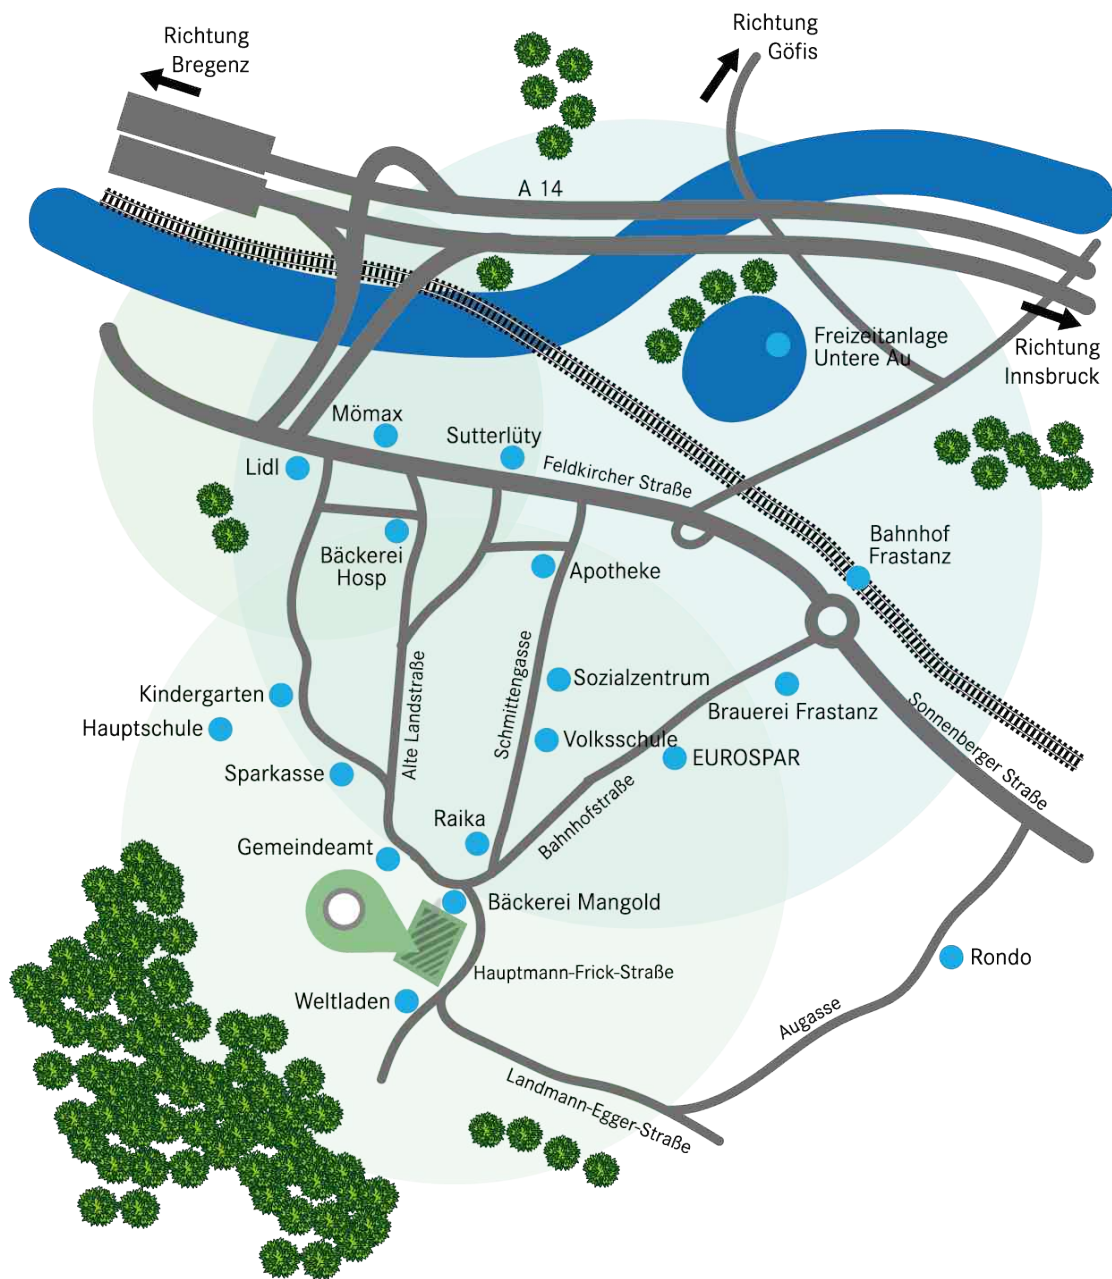 Richtung
Bregenz
Richtung
Göfis
A 14
Freizeitanlage
Untere Au
Richtung
Innsbruck
Mömax
Sutterlüty
Lidl
Feldkircher Straße
Bäckerei
Hosp
Apotheke
Bahnhof
Frastanz
Kindergarten
Hauptschule
Sparkasse
Alte Landstraße
Schmittengasse
Sozialzentrum
Volksschule
Brauerei Frastanz
EUROSPAR
Sonnenberger Straße
Bahnhofstraße
Raika
Gemeindeamt
Bäckerei Mangold
Hauptmann-Frick-Straße
Weltladen
Rondo
Augasse
Landmann-Egger-Straße